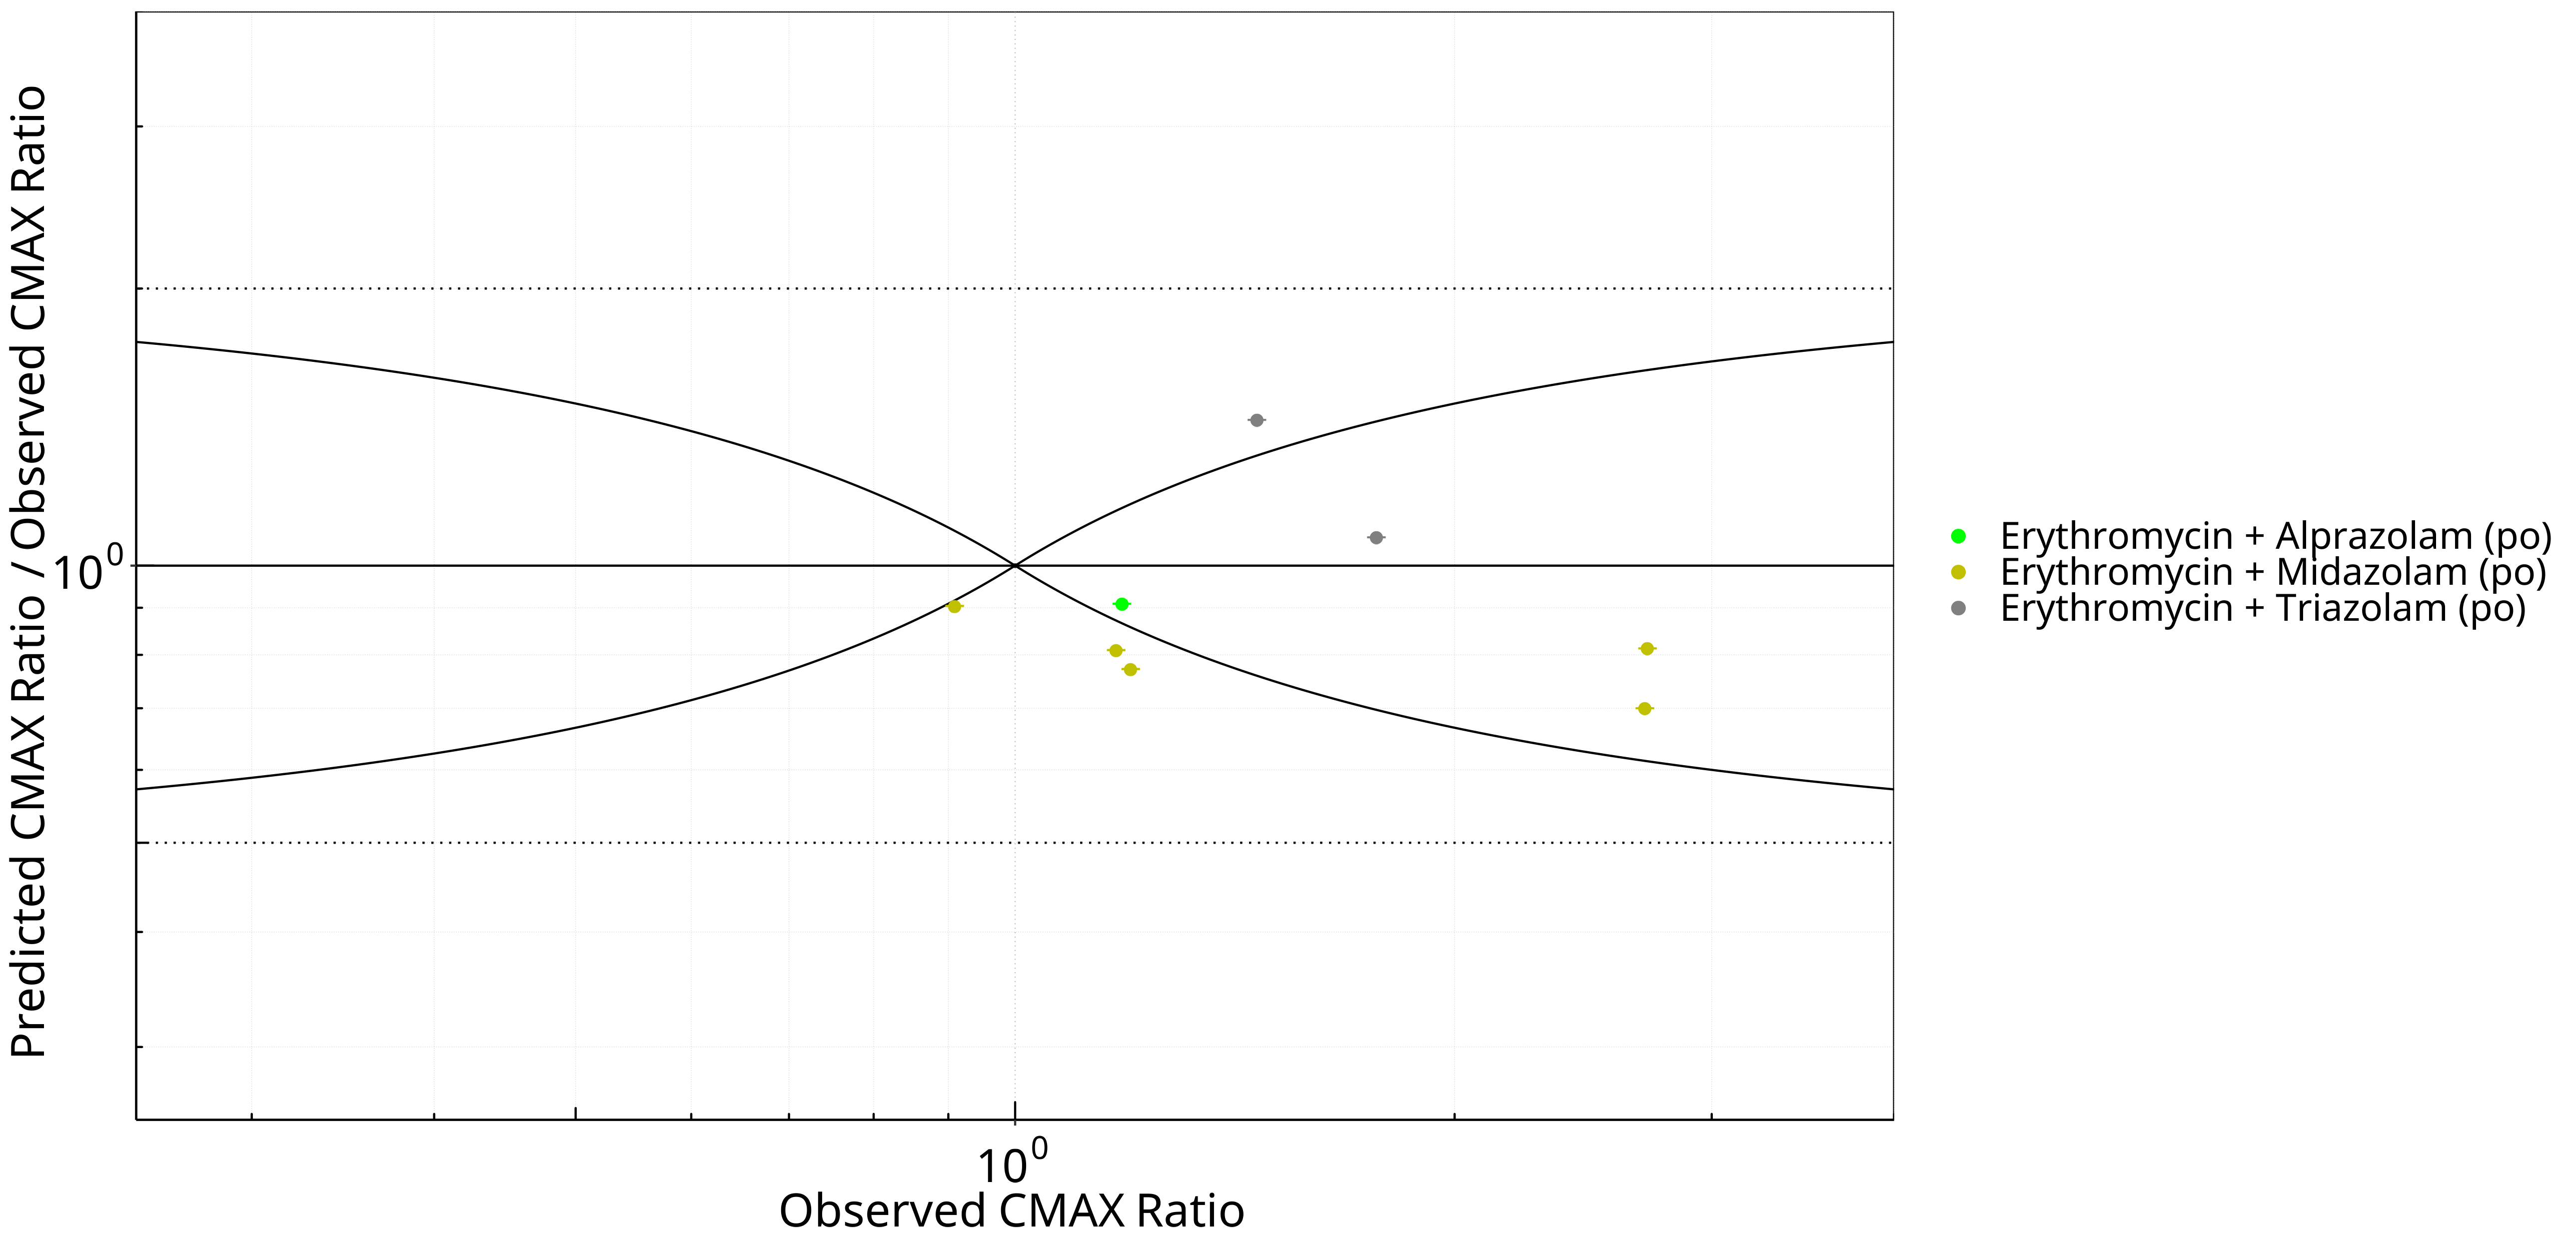 Predicted CMAX Ratio / Observed CMAX Ratio
10⁰
10⁰
Observed CMAX Ratio
Erythromycin + Alprazolam (po)
Erythromycin + Midazolam (po)
Erythromycin + Triazolam (po)